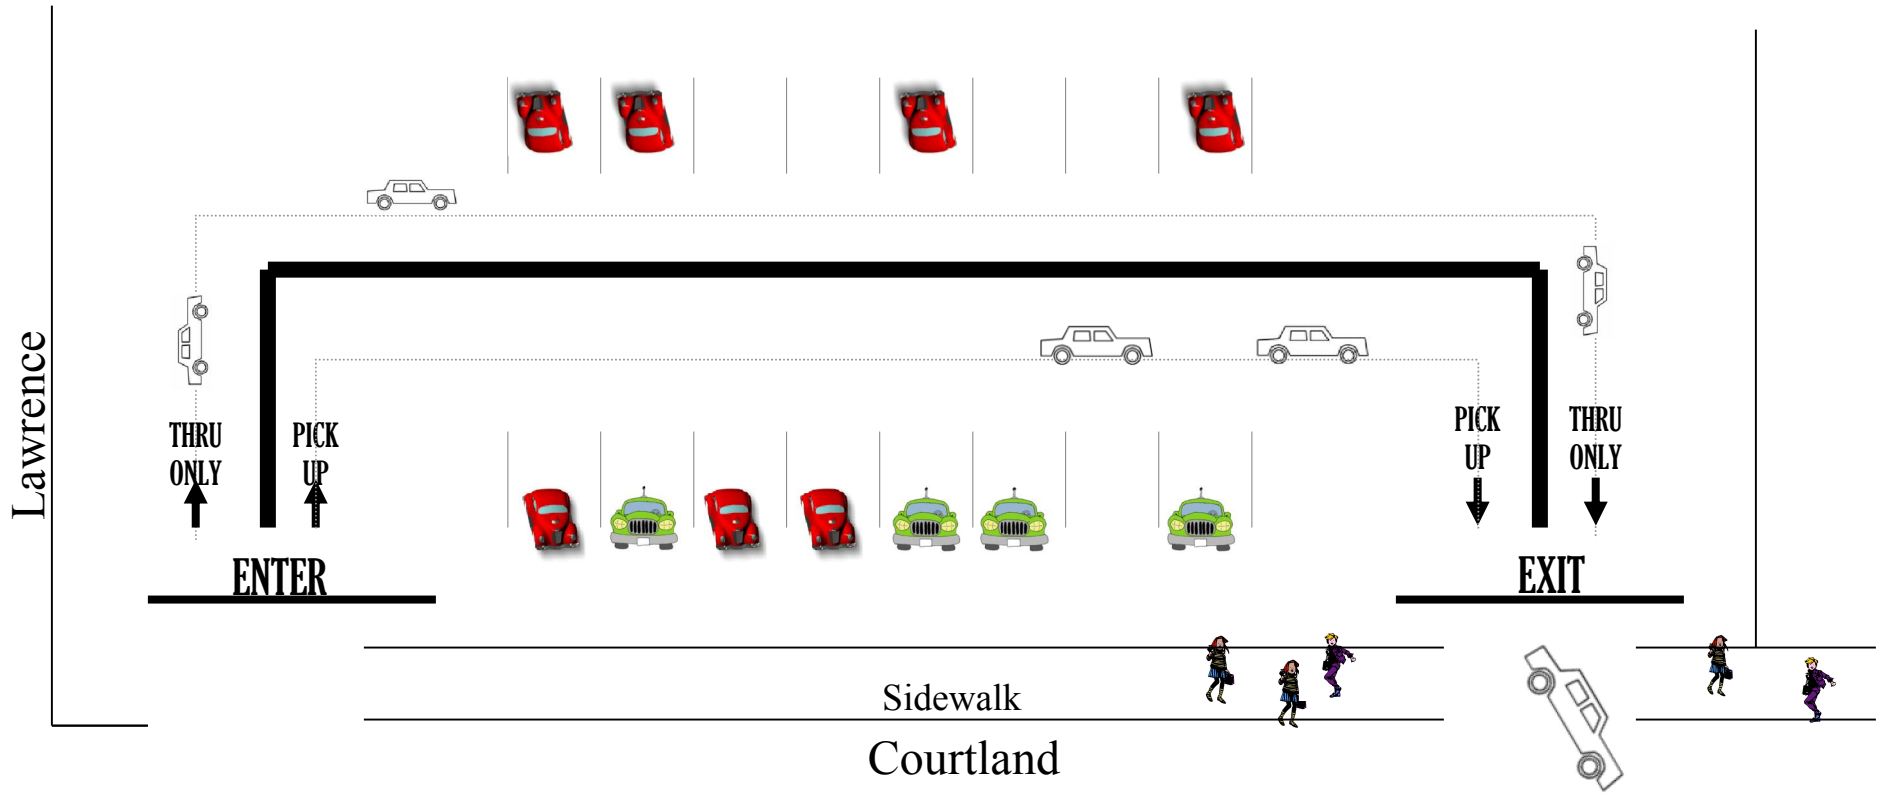 Lawrence
THRU
ONLY
PICK
UP
PICK
UP
THRU
ONLY
ENTER
EXIT
Sidewalk
Courtland